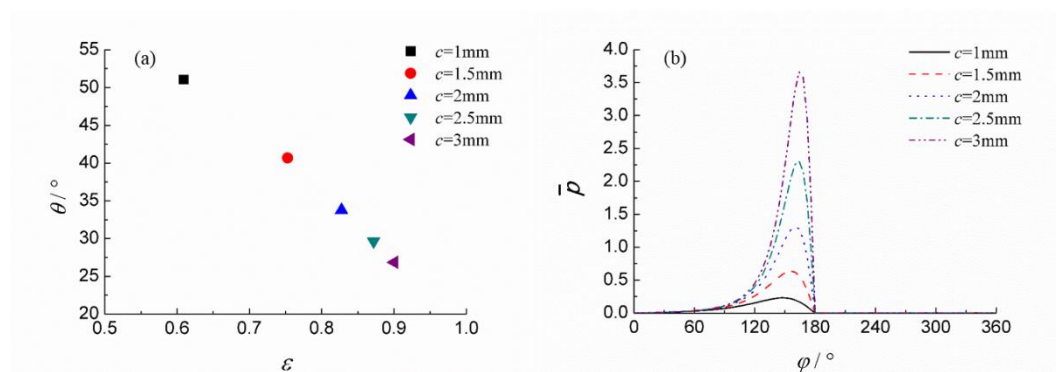 (a)
c=1mm
c=1.5mm
c=2mm
c=2.5mm
c=3mm
55
50
45
40
35
30
25
20
θ / °
0.5 0.6 0.7 0.8 0.9 1.0
ε
(b)
c=1mm
c=1.5mm
c=2mm
c=2.5mm
c=3mm
4.0
3.5
3.0
2.5
2.0
1.5
1.0
0.5
0.0
p̄
0 60 120 180 240 300 360
φ / °